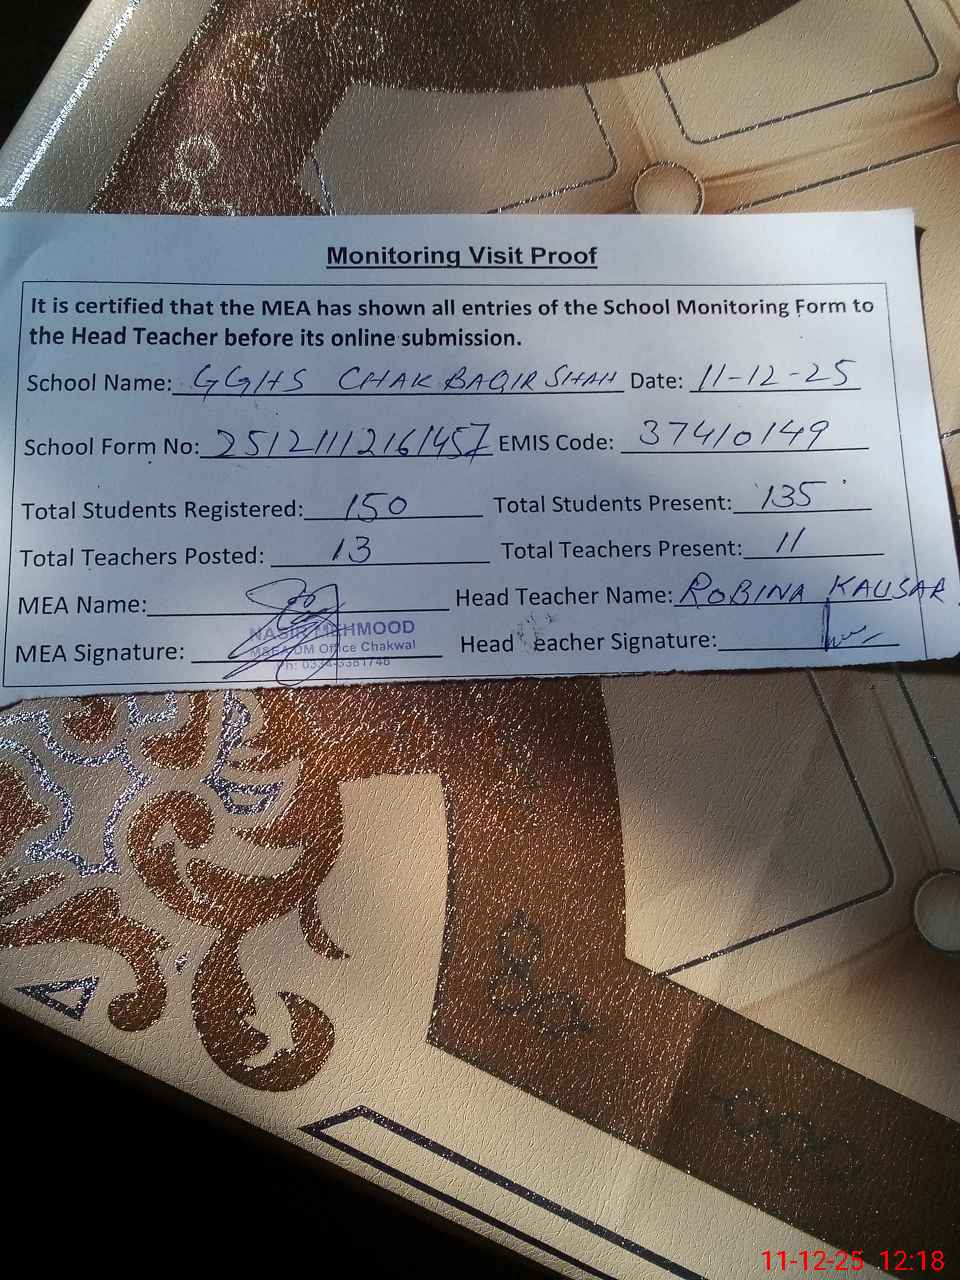 Monitoring Visit Proof
It is certified that the MEA has shown all entries of the School Monitoring Form to
the Head Teacher before its online submission.
School Name: GGHS CHAK BAQIR SHAH Date: 11-12-25
School Form No: 25121112161457 EMIS Code: 37410149
Total Students Registered: 150 Total Students Present: 135
Total Teachers Posted: 13 Total Teachers Present: 11
MEA Name: Head Teacher Name: ROBINA KAUSAR
NASIR MEHMOOD
MEA Signature: Head Teacher Signature:
M&EA DM Office Chakwal
Ph:
11-12-25 12:18